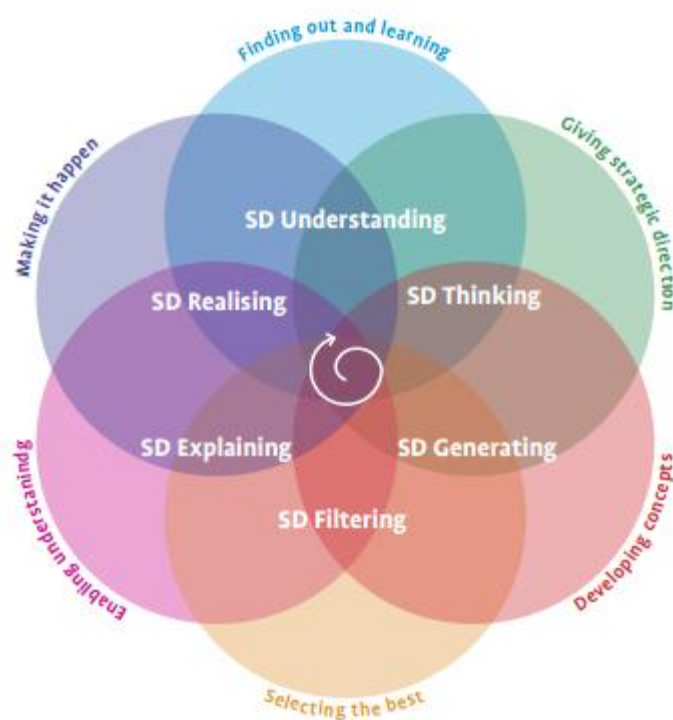 Finding out and learning
Giving strategic direction
Making it happen
SD Understanding
SD Realising
SD Thinking
SD Explaining
SD Generating
SD Filtering
Enabling understaning
Developing concepts
Selecting the best